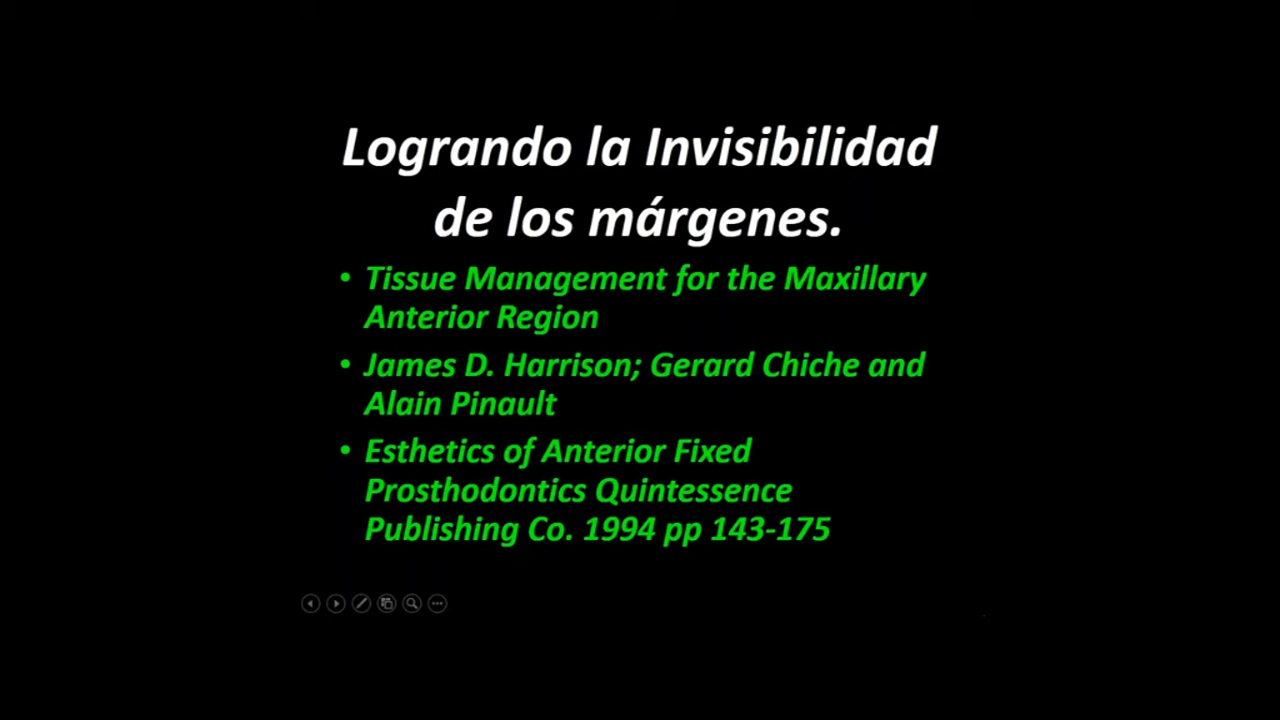 Logrando la Invisibilidad
de los márgenes.
• Tissue Management for the Maxillary
Anterior Region
• James D. Harrison; Gerard Chiche and
Alain Pinault
• Esthetics of Anterior Fixed
Prosthodontics Quintessence
Publishing Co. 1994 pp 143-175